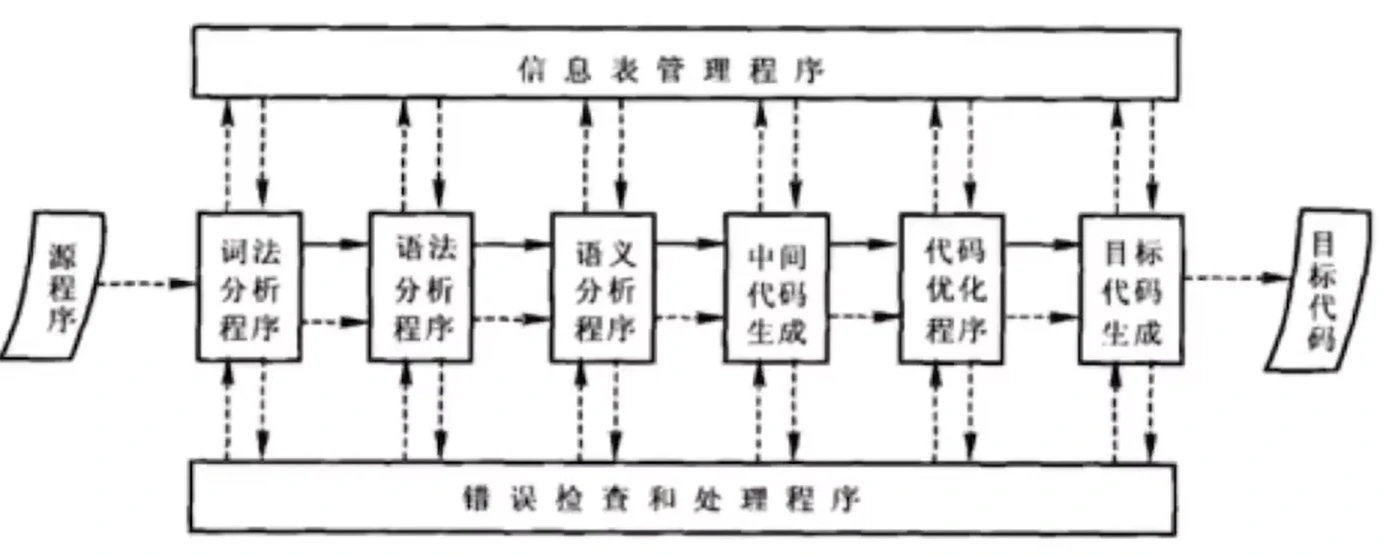 信息表管理程序
源程序
词法
分析
程序
语法
分析
程序
语义
分析
程序
中间
代码
生成
代码
优化
程序
目标
代码
生成
目标代码
错误检查和处理程序